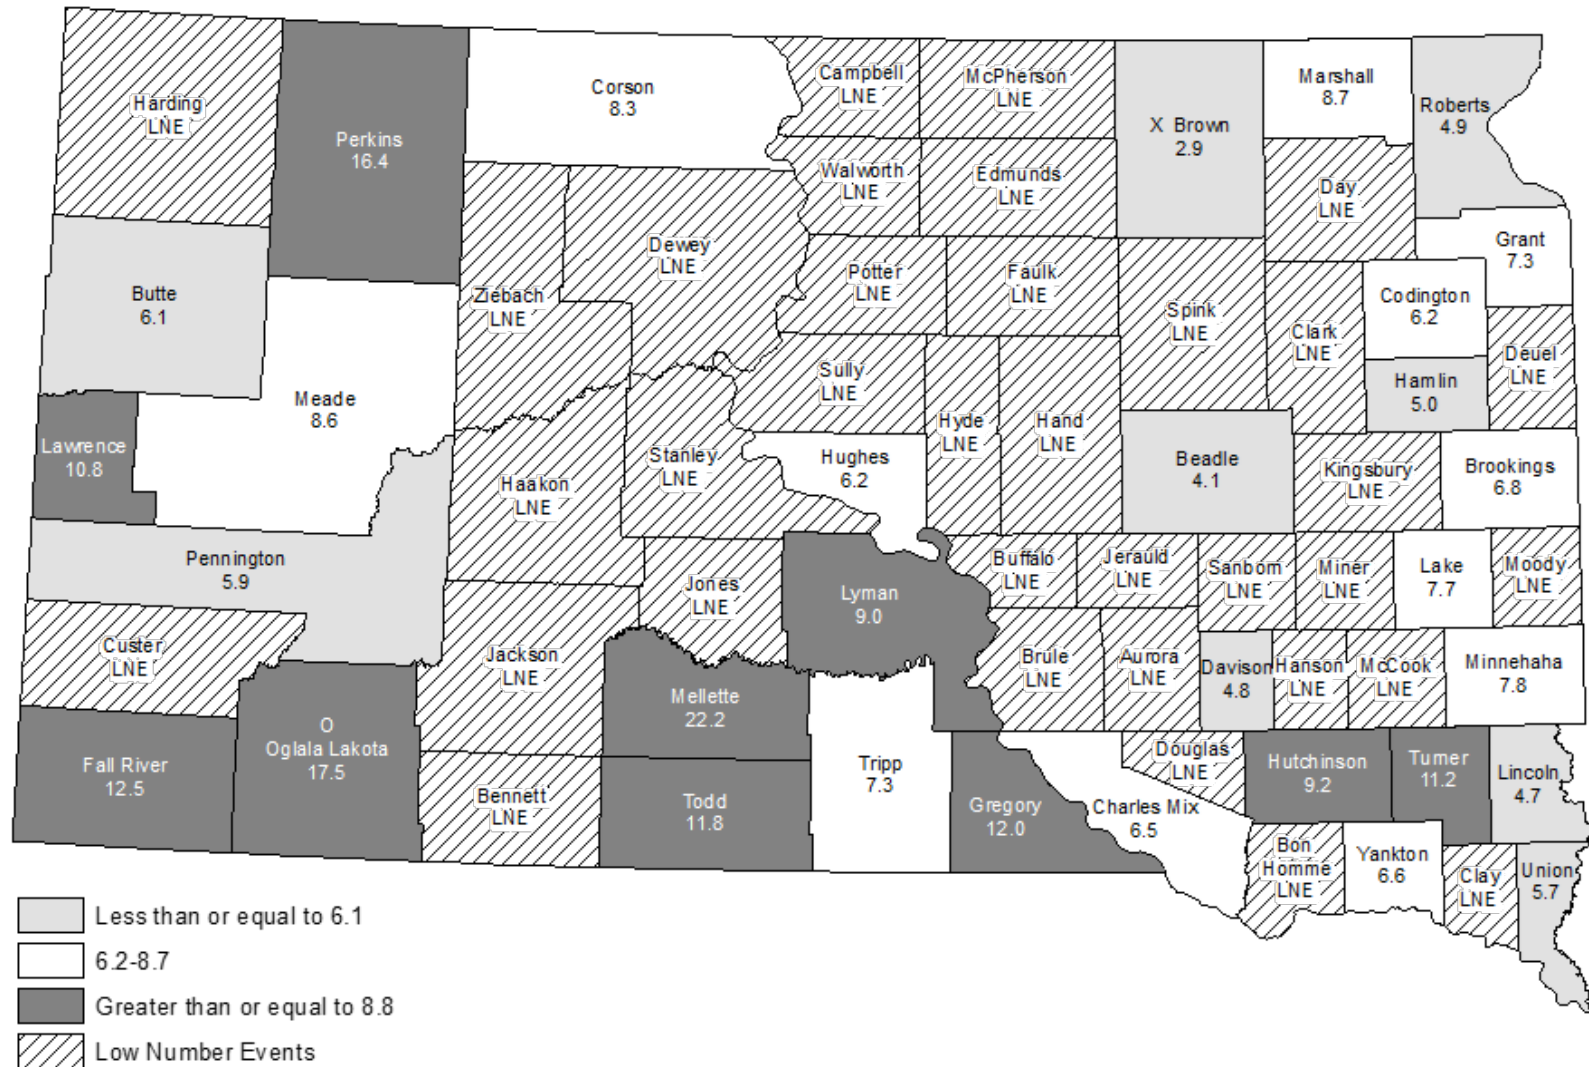 Harding
LNE
Perkins
16.4
Corson
8.3
Campbell
LNE
McPherson
LNE
X Brown
2.9
Marshall
8.7
Roberts
4.9
Walworth
LNE
Edmunds
LNE
Day
LNE
Butte
6.1
Ziebach
LNE
Dewey
LNE
Potter
LNE
Faulk
LNE
Spink
LNE
Clark
LNE
Codington
6.2
Grant
7.3
Meade
8.6
Sully
LNE
Hyde
LNE
Hand
LNE
Hamlin
5.0
Deuel
LNE
Lawrence
10.8
Haakon
LNE
Stanley
LNE
Hughes
6.2
Beadle
4.1
Kingsbury
LNE
Brookings
6.8
Pennington
5.9
Jones
LNE
Lyman
9.0
Buffalo
LNE
Jerauld
LNE
Sanborn
LNE
Miner
LNE
Lake
7.7
Moody
LNE
Custer
LNE
Jackson
LNE
Mellette
22.2
Brule
LNE
Aurora
LNE
Davison
4.8
Hanson
LNE
McCook
LNE
Minnehaha
7.8
Fall River
12.5
O
Oglala Lakota
17.5
Bennett
LNE
Todd
11.8
Tripp
7.3
Gregory
12.0
Charles Mix
6.5
Douglas
LNE
Hutchinson
9.2
Turner
11.2
Lincoln
4.7
Bon
Homme
LNE
Yankton
6.6
Clay
LNE
Union
5.7
Less than or equal to 6.1
6.2-8.7
Greater than or equal to 8.8
Low Number Events